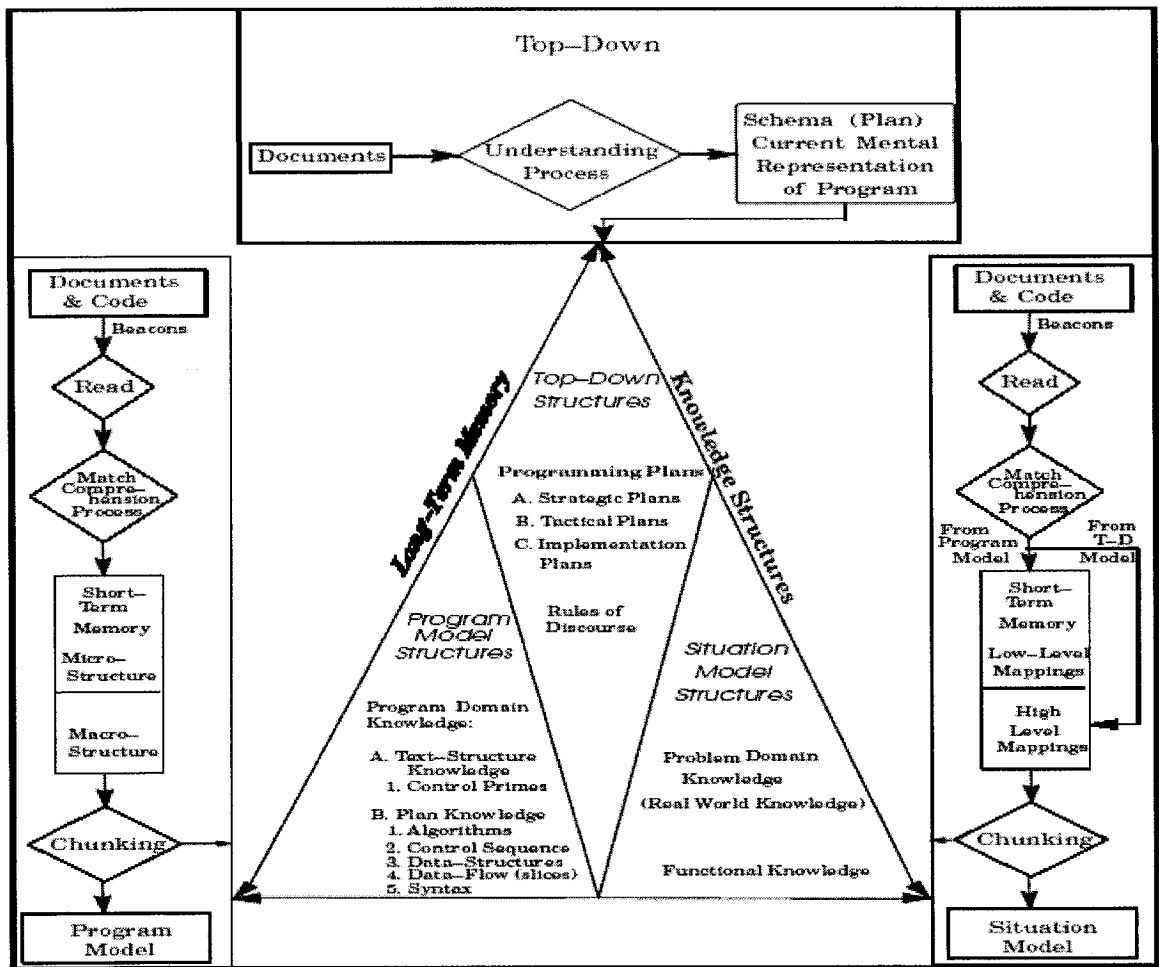 Top–Down
Documents
Understanding
Process
Schema (Plan)
Current Mental
Representation
of Program
Documents
& Code
Beacons
Read
Match
Compre–
hension
Process
Short–
Term
Memory
Micro–
Structure
Macro–
Structure
Chunking
Program
Model
Long–Term Memory
Knowledge Structures
Top–Down
Structures
Programming Plans
A. Strategic Plans
B. Tactical Plans
C. Implementation
Plans
Rules of
Discourse
Program
Model
Structures
Program Domain
Knowledge:
A. Text–Structure
Knowledge
1. Control Primes
B. Plan Knowledge
1. Algorithms
2. Control Sequence
3. Data–Structures
4. Data–Flow (slices)
5. Syntax
Situation
Model
Structures
Problem Domain
Knowledge
(Real World Knowledge)
Functional Knowledge
Documents
& Code
Beacons
Read
Match
Compre–
hension
Process
From
Program
Model
From
T–D
Model
Short–
Term
Memory
Low–Level
Mappings
High
Level
Mappings
Chunking
Situation
Model